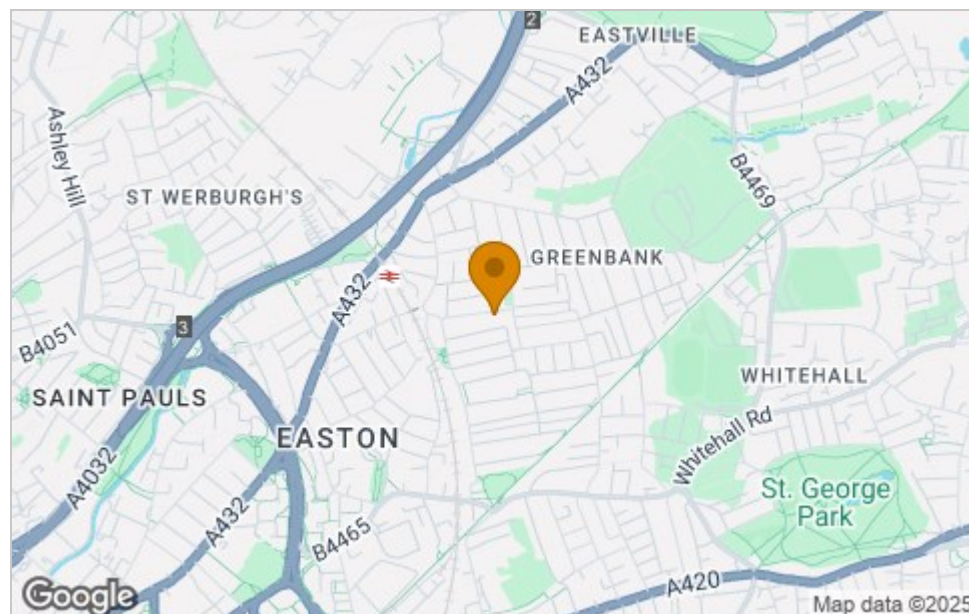 2
EASTVILLE
A432
Ashley Hill
B4469
ST WERBURGH'S
GREENBANK
A432
3
B4051
WHITEHALL
SAINT PAULS
Whitehall Rd
EASTON
A4032
St. George
Park
A432
B4465
A420
Google
Map data ©2025